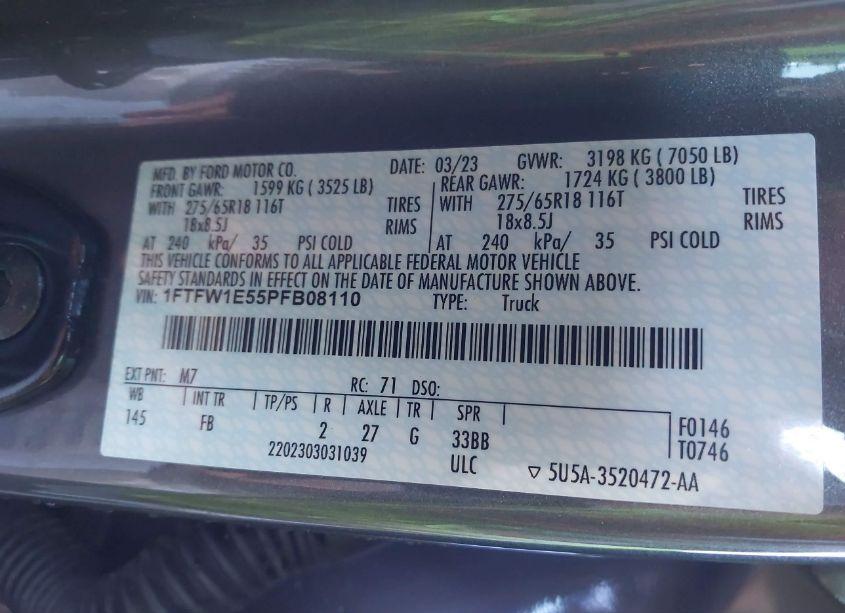 MFD. BY FORD MOTOR CO. DATE: 03/23 GVWR: 3198 KG ( 7050 LB)
FRONT GAWR: 1599 KG ( 3525 LB) REAR GAWR: 1724 KG ( 3800 LB)
WITH 275/65R18 116T TIRES WITH 275/65R18 116T TIRES
18x8.5J RIMS 18x8.5J RIMS
AT 240 kPa/ 35 PSI COLD AT 240 kPa/ 35 PSI COLD
THIS VEHICLE CONFORMS TO ALL APPLICABLE FEDERAL MOTOR VEHICLE
SAFETY STANDARDS IN EFFECT ON THE DATE OF MANUFACTURE SHOWN ABOVE.
VIN: 1FTFW1E55PFB08110 TYPE: Truck
EXT PNT: M7 RC: 71 DSO:
WB INT TR TP/PS R AXLE TR SPR
145 FB 2 27 G 33BB
F0146
T0746
2202303031039 ULC ▽ 5U5A-3520472-AA